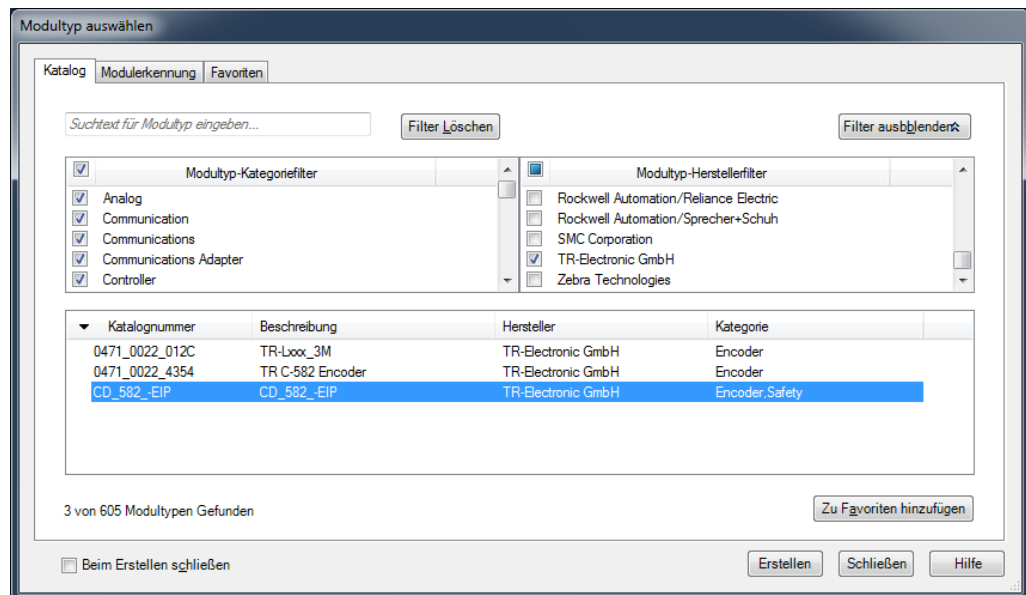 Modultyp auswählen
Katalog Modulerkennung Favoriten
Suchtext für Modultyp eingeben... Filter Löschen Filter ausbblenden
Modultyp-Kategoriefilter Modultyp-Herstellerfilter
Analog Rockwell Automation/Reliance Electric
Communication Rockwell Automation/Sprecher+Schuh
Communications SMC Corporation
Communications Adapter TR-Electronic GmbH
Controller Zebra Technologies
Katalognummer Beschreibung Hersteller Kategorie
0471_0022_012C TR-Lxxx_3M TR-Electronic GmbH Encoder
0471_0022_4354 TR C-582 Encoder TR-Electronic GmbH Encoder
CD_582_-EIP CD_582_-EIP TR-Electronic GmbH Encoder,Safety
3 von 605 Modultypen Gefunden Zu Favoriten hinzufügen
Beim Erstellen schließen Erstellen Schließen Hilfe